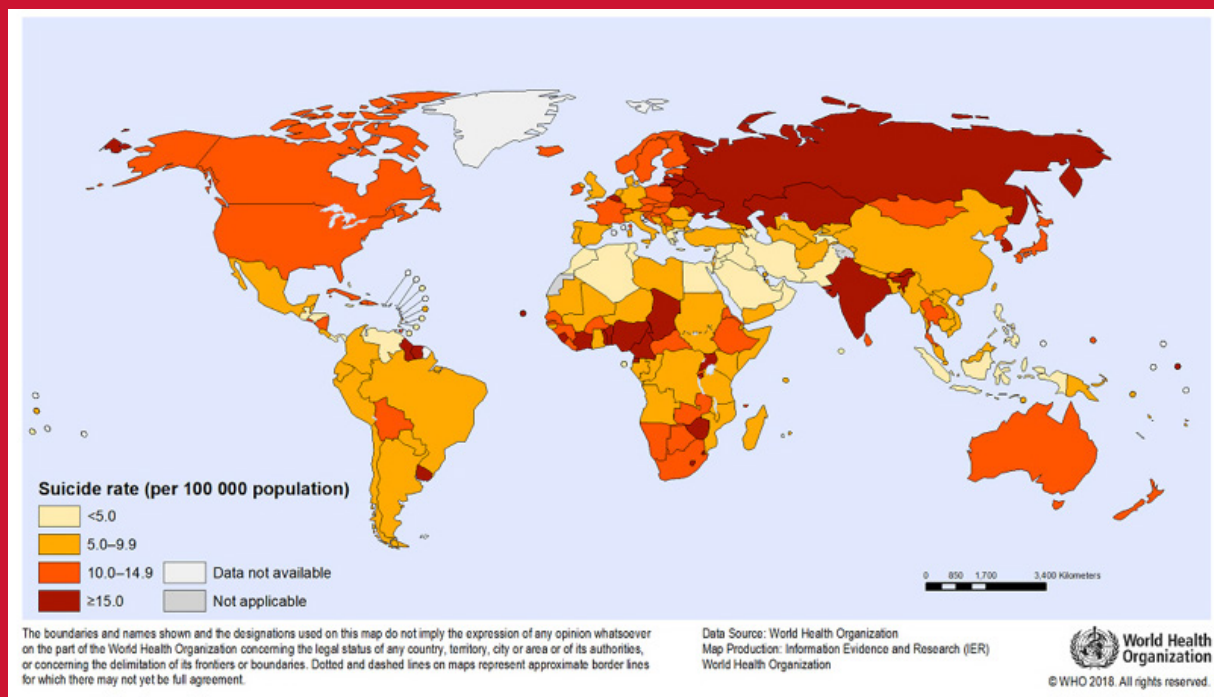 Suicide rate (per 100 000 population)
<5.0
5.0–9.9
10.0–14.9
≥15.0
Data not available
Not applicable
0 850 1,700 3,400 Kilometers
The boundaries and names shown and the designations used on this map do not imply the expression of any opinion whatsoever
on the part of the World Health Organization concerning the legal status of any country, territory, city or area or of its authorities,
or concerning the delimitation of its frontiers or boundaries. Dotted and dashed lines on maps represent approximate border lines
for which there may not yet be full agreement.
Data Source: World Health Organization
Map Production: Information Evidence and Research (IER)
World Health Organization
World Health
Organization
© WHO 2018. All rights reserved.